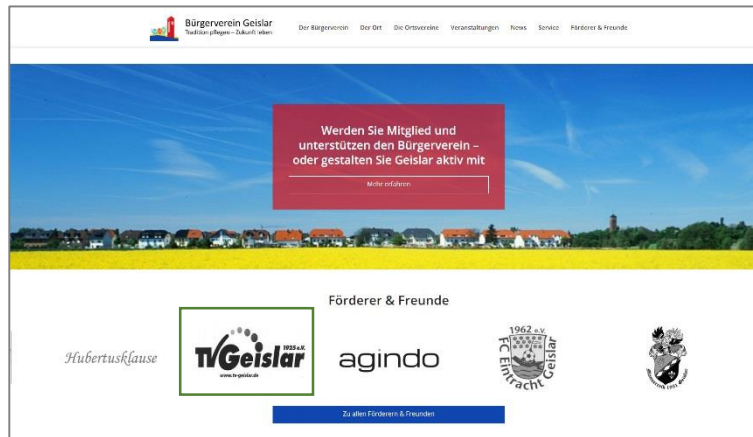 Bürgerverein Geislar
Tradition pflegen – Zukunft leben
Der Bürgerverein Der Ort Die Ortsvereine Veranstaltungen News Service Förderer & Freunde
Werden Sie Mitglied und
unterstützen den Bürgerverein –
oder gestalten Sie Geislar aktiv mit
Mehr erfahren
Förderer & Freunde
Hubertusklause
1925 e.V.
TVGeislar
www.tv-geislar.de
agindo
1962 e.V.
FC Eintracht Geislar
Zu allen Förderern & Freunden